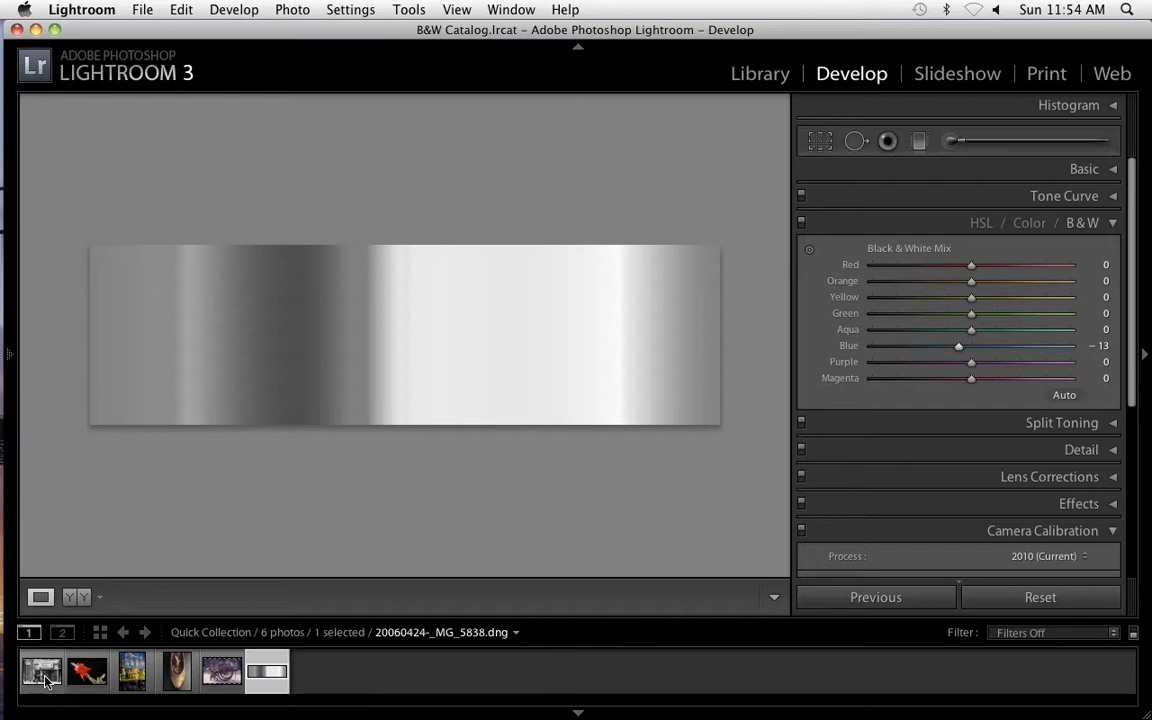 Lightroom File Edit Develop Photo Settings Tools View Window Help Sun 11:54 AM
B&W Catalog.lrcat – Adobe Photoshop Lightroom – Develop
Lr ADOBE PHOTOSHOP
LIGHTROOM 3
Library | Develop | Slideshow | Print | Web
Histogram
Basic
Tone Curve
HSL / Color / B&W
Black & White Mix
Red 0
Orange 0
Yellow 0
Green 0
Aqua 0
Blue – 13
Purple 0
Magenta 0
Auto
Split Toning
Detail
Lens Corrections
Effects
Camera Calibration
Process : 2010 (Current)
Previous Reset
YY
1 2 Quick Collection / 6 photos / 1 selected / 20060424-_MG_5838.dng Filter : Filters Off